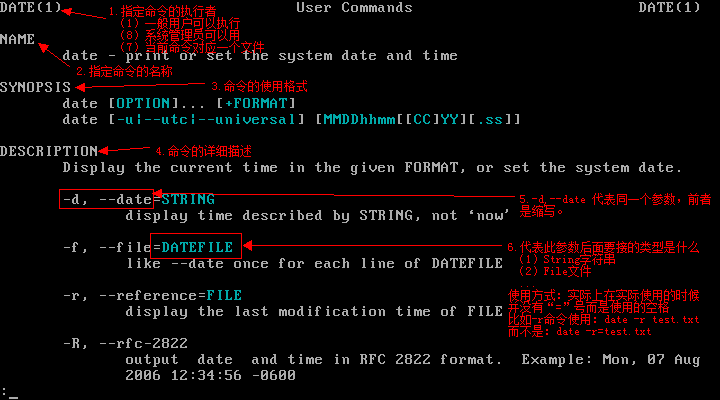 DATE(1) User Commands DATE(1)
1.指定命令的执行者
(1) 一般用户可以执行
(8) 系统管理员可以用
(7) 当前命令对应一个文件
NAME
date - print or set the system date and time
2.指定命令的名称
SYNOPSIS
3.命令的使用格式
date [OPTION]... [+FORMAT]
date [-u|--utc|--universal] [MMDDhhmm[[CC]YY][.ss]]
DESCRIPTION
4.命令的详细描述
Display the current time in the given FORMAT, or set the system date.
-d, --date=STRING
display time described by STRING, not ‘now’
5.-d,--date 代表同一个参数，前者
是缩写。
-f, --file=DATEFILE
like --date once for each line of DATEFILE
6.代表此参数后面要接的类型是什么
(1) String字符串
(2) File文件
-r, --reference=FILE
display the last modification time of FILE
使用方式：实际上在实际使用的时候
并没有“=”号而是使用的空格
比如-r命令使用：date -r test.txt
而不是：date -r=test.txt
-R, --rfc-2822
output date and time in RFC 2822 format. Example: Mon, 07 Aug
2006 12:34:56 -0600
:_